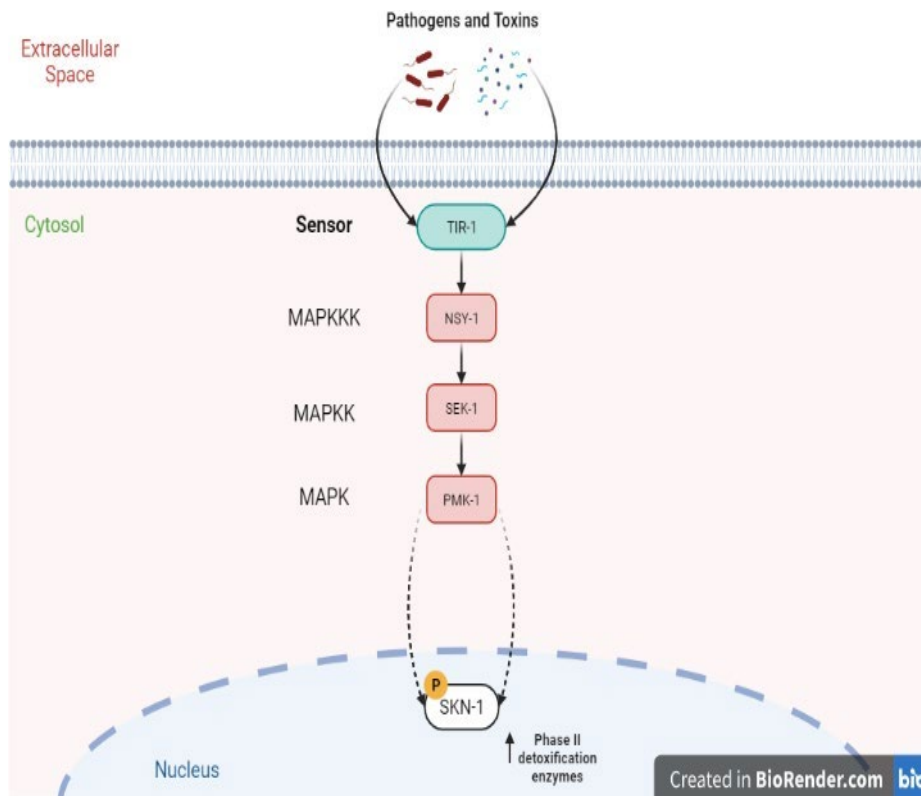 Pathogens and Toxins
Extracellular
Space
Cytosol
Sensor
TIR-1
MAPKKK
NSY-1
MAPKK
SEK-1
MAPK
PMK-1
P
SKN-1
Phase II
detoxification
enzymes
Nucleus
Created in BioRender.com bio